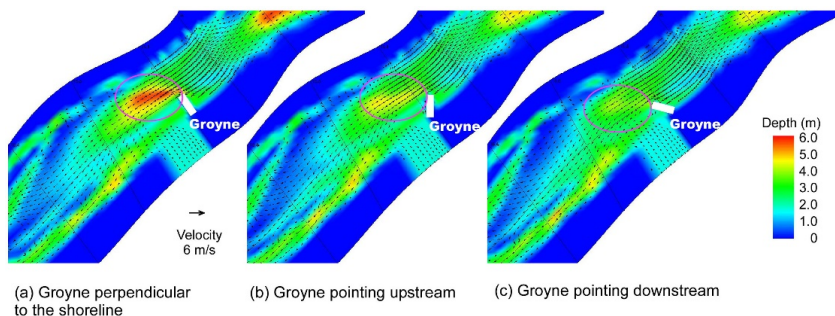 Groyne
Groyne
Groyne
Depth (m)
6.0
5.0
4.0
3.0
2.0
1.0
0
Velocity
6 m/s
(a) Groyne perpendicular
to the shoreline
(b) Groyne pointing upstream
(c) Groyne pointing downstream